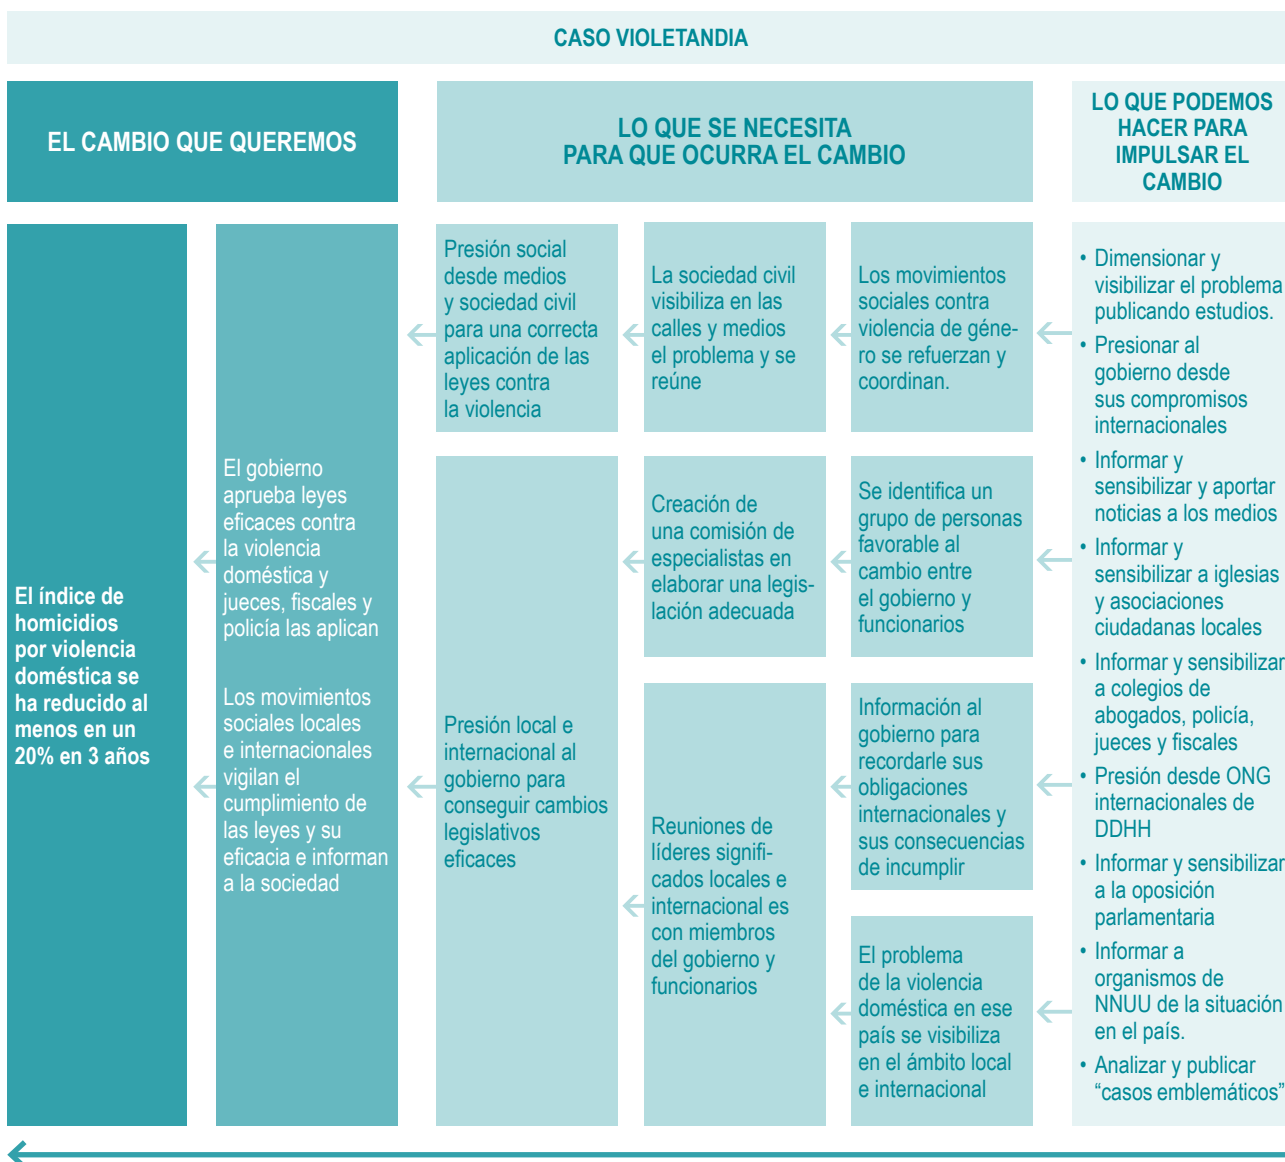 CASO VIOLETANDIA
EL CAMBIO QUE QUEREMOS
LO QUE SE NECESITA
PARA QUE OCURRA EL CAMBIO
LO QUE PODEMOS
HACER PARA
IMPULSAR EL
CAMBIO
El índice de
homicidios
por violencia
doméstica se
ha reducido al
menos en un
20% en 3 años
El gobierno
aprueba leyes
eficaces contra
la violencia
doméstica y
jueces, fiscales y
policía las aplican
Los movimientos
sociales locales
e internacionales
vigilan el
cumplimiento de
las leyes y su
eficacia e informan
a la sociedad
Presión social
desde medios
y sociedad civil
para una correcta
aplicación de las
leyes contra
la violencia
La sociedad civil
visibiliza en las
calles y medios
el problema y se
reúne
Los movimientos
sociales contra
violencia de géne-
ro se refuerzan y
coordinan.
Presión local e
internacional al
gobierno para
conseguir cambios
legislativos
eficaces
Creación de
una comisión de
especialistas en
elaborar una legis-
lación adecuada
Se identifica un
grupo de personas
favorable al
cambio entre
el gobierno y
funcionarios
Reuniones de
líderes signifi-
cados locales e
internacional es
con miembros
del gobierno y
funcionarios
Información al
gobierno para
recordarle sus
obligaciones
internacionales y
sus consecuencias
de incumplir
El problema
de la violencia
doméstica en ese
país se visibiliza
en el ámbito local
e internacional
• Dimensionar y
visibilizar el problema
publicando estudios.
• Presionar al
gobierno desde
sus compromisos
internacionales
• Informar y
sensibilizar y aportar
noticias a los medios
• Informar y
sensibilizar a iglesias
y asociaciones
ciudadanas locales
• Informar y sensibilizar
a colegios de
abogados, policía,
jueces y fiscales
• Presión desde ONG
internacionales de
DDHH
• Informar y sensibilizar
a la oposición
parlamentaria
• Informar a
organismos de
NNUU de la situación
en el país.
• Analizar y publicar
“casos emblemáticos”